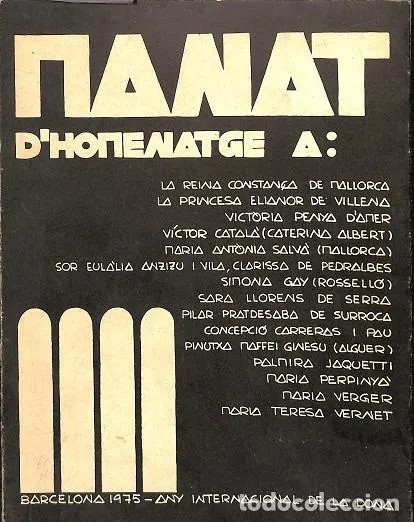 MANAT
D'HOMENATGE A:
LA REINA CONSTANÇA DE MALLORCA
LA PRINCESA ELIANOR DE VILLENA
VICTÒRIA PENYA D'AMER
VÍCTOR CATALÀ (CATERINA ALBERT)
MARIA ANTÒNIA SALVÀ (MALLORCA)
SOR EULÀLIA ANZIZU I VILA, CLARISSA DE PEDRALBES
SIMONA GAY (ROSSELLÓ)
SARA LLORENS DE SERRA
PILAR PRATDESABA DE SURROCA
CONCEPCIÓ CARRERAS I PAU
PINUTXA MAFFEI GINESU (ALGUER)
PALMIRA JAQUETTI
MARIA PERPINYÀ
MARIA VERGER
MARIA TERESA VERNET
BARCELONA 1975 - ANY INTERNACIONAL DE LA DONA
todocoleccion